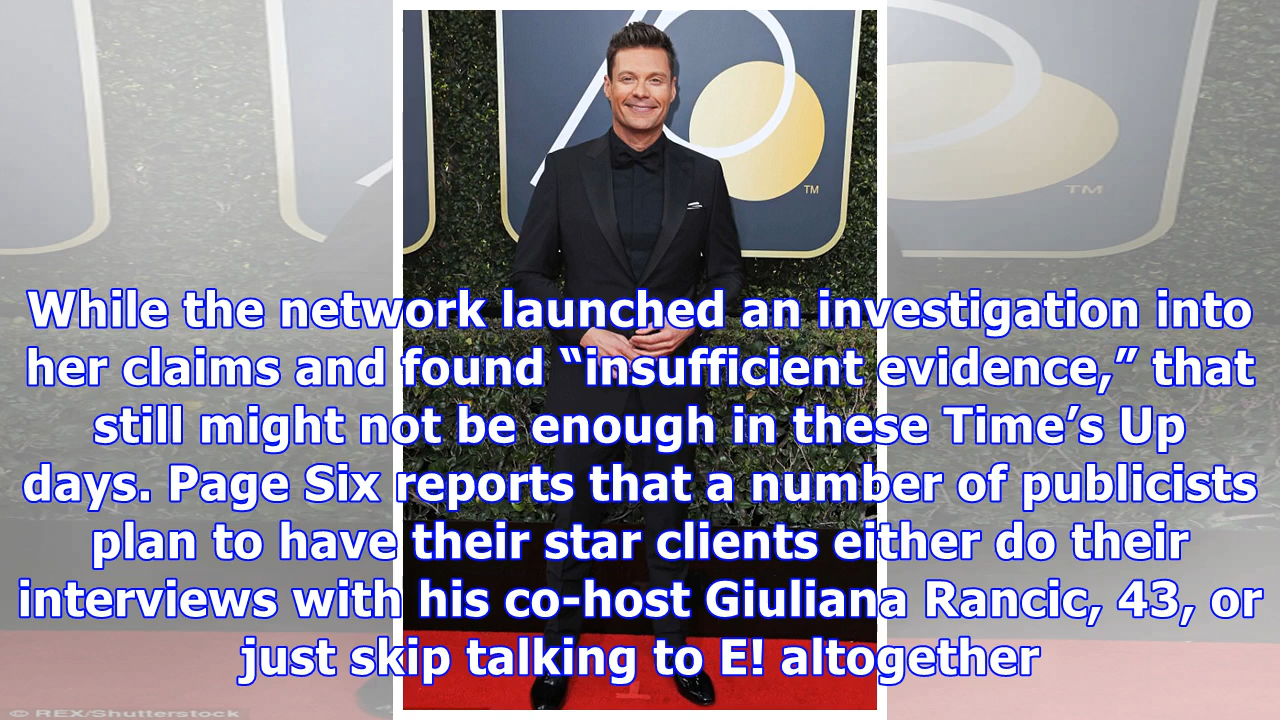 TM
TM
While the network launched an investigation into
her claims and found “insufficient evidence,” that
still might not be enough in these Time’s Up
days. Page Six reports that a number of publicists
plan to have their star clients either do their
interviews with his co-host Giuliana Rancic, 43, or
just skip talking to E! altogether
© REX/Shutterstock